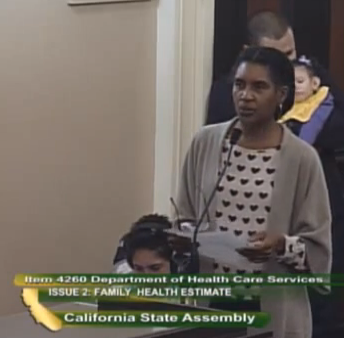 Item 4260 Department of Health Care Services
ISSUE 2: FAMILY HEALTH ESTIMATE
California State Assembly